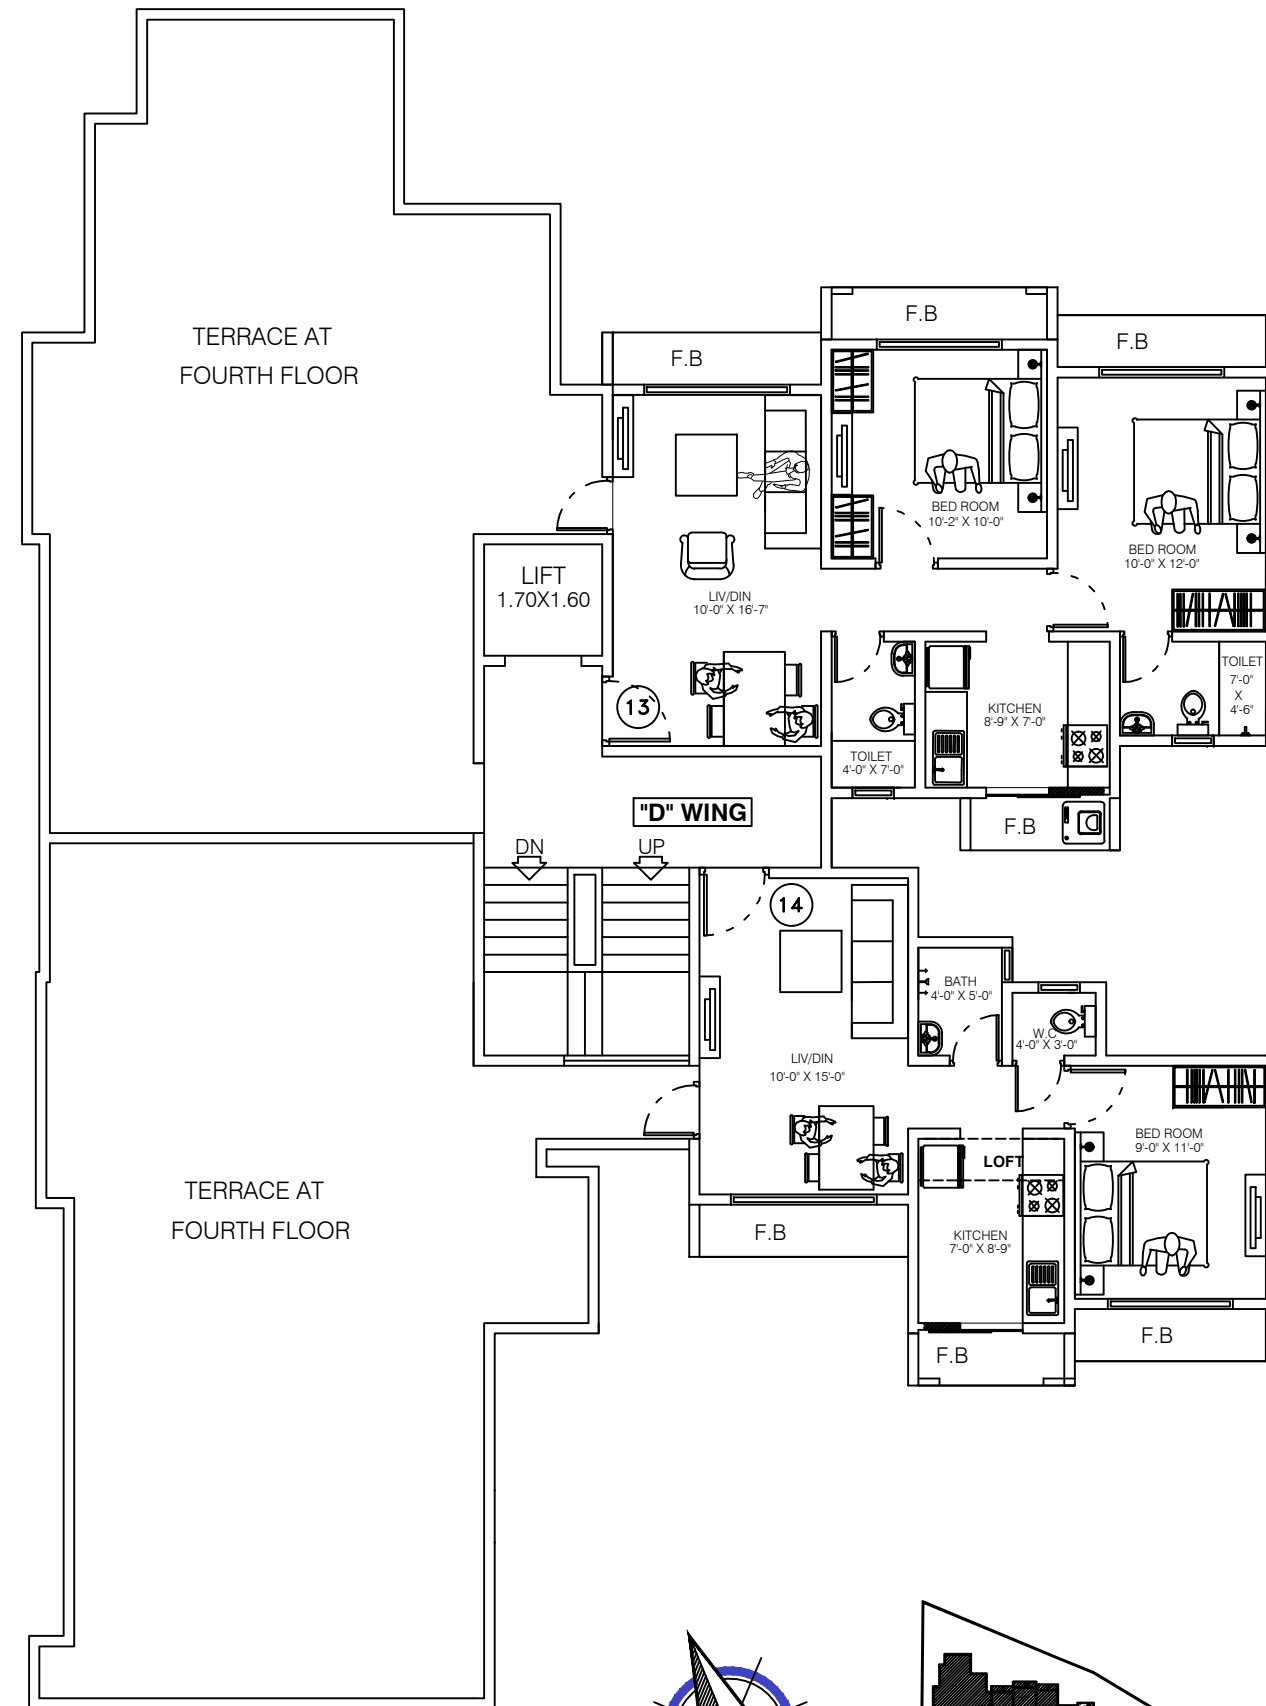 TERRACE AT
FOURTH FLOOR
F.B
F.B
F.B
BED ROOM
10'-2" X 10'-0"
BED ROOM
10'-0" X 12'-0"
LIFT
1.70X1.60
LIV/DIN
10'-0" X 16'-7"
13
KITCHEN
8'-9" X 7'-0"
TOILET
7'-0"
X
4'-6"
TOILET
4'-0" X 7'-0"
"D" WING
F.B
DN
UP
14
BATH
4'-0" X 5'-0"
W.C
4'-0" X 3'-0"
LIV/DIN
10'-0" X 15'-0"
BED ROOM
9'-0" X 11'-0"
LOFT
TERRACE AT
FOURTH FLOOR
F.B
KITCHEN
7'-0" X 8'-9"
F.B
F.B